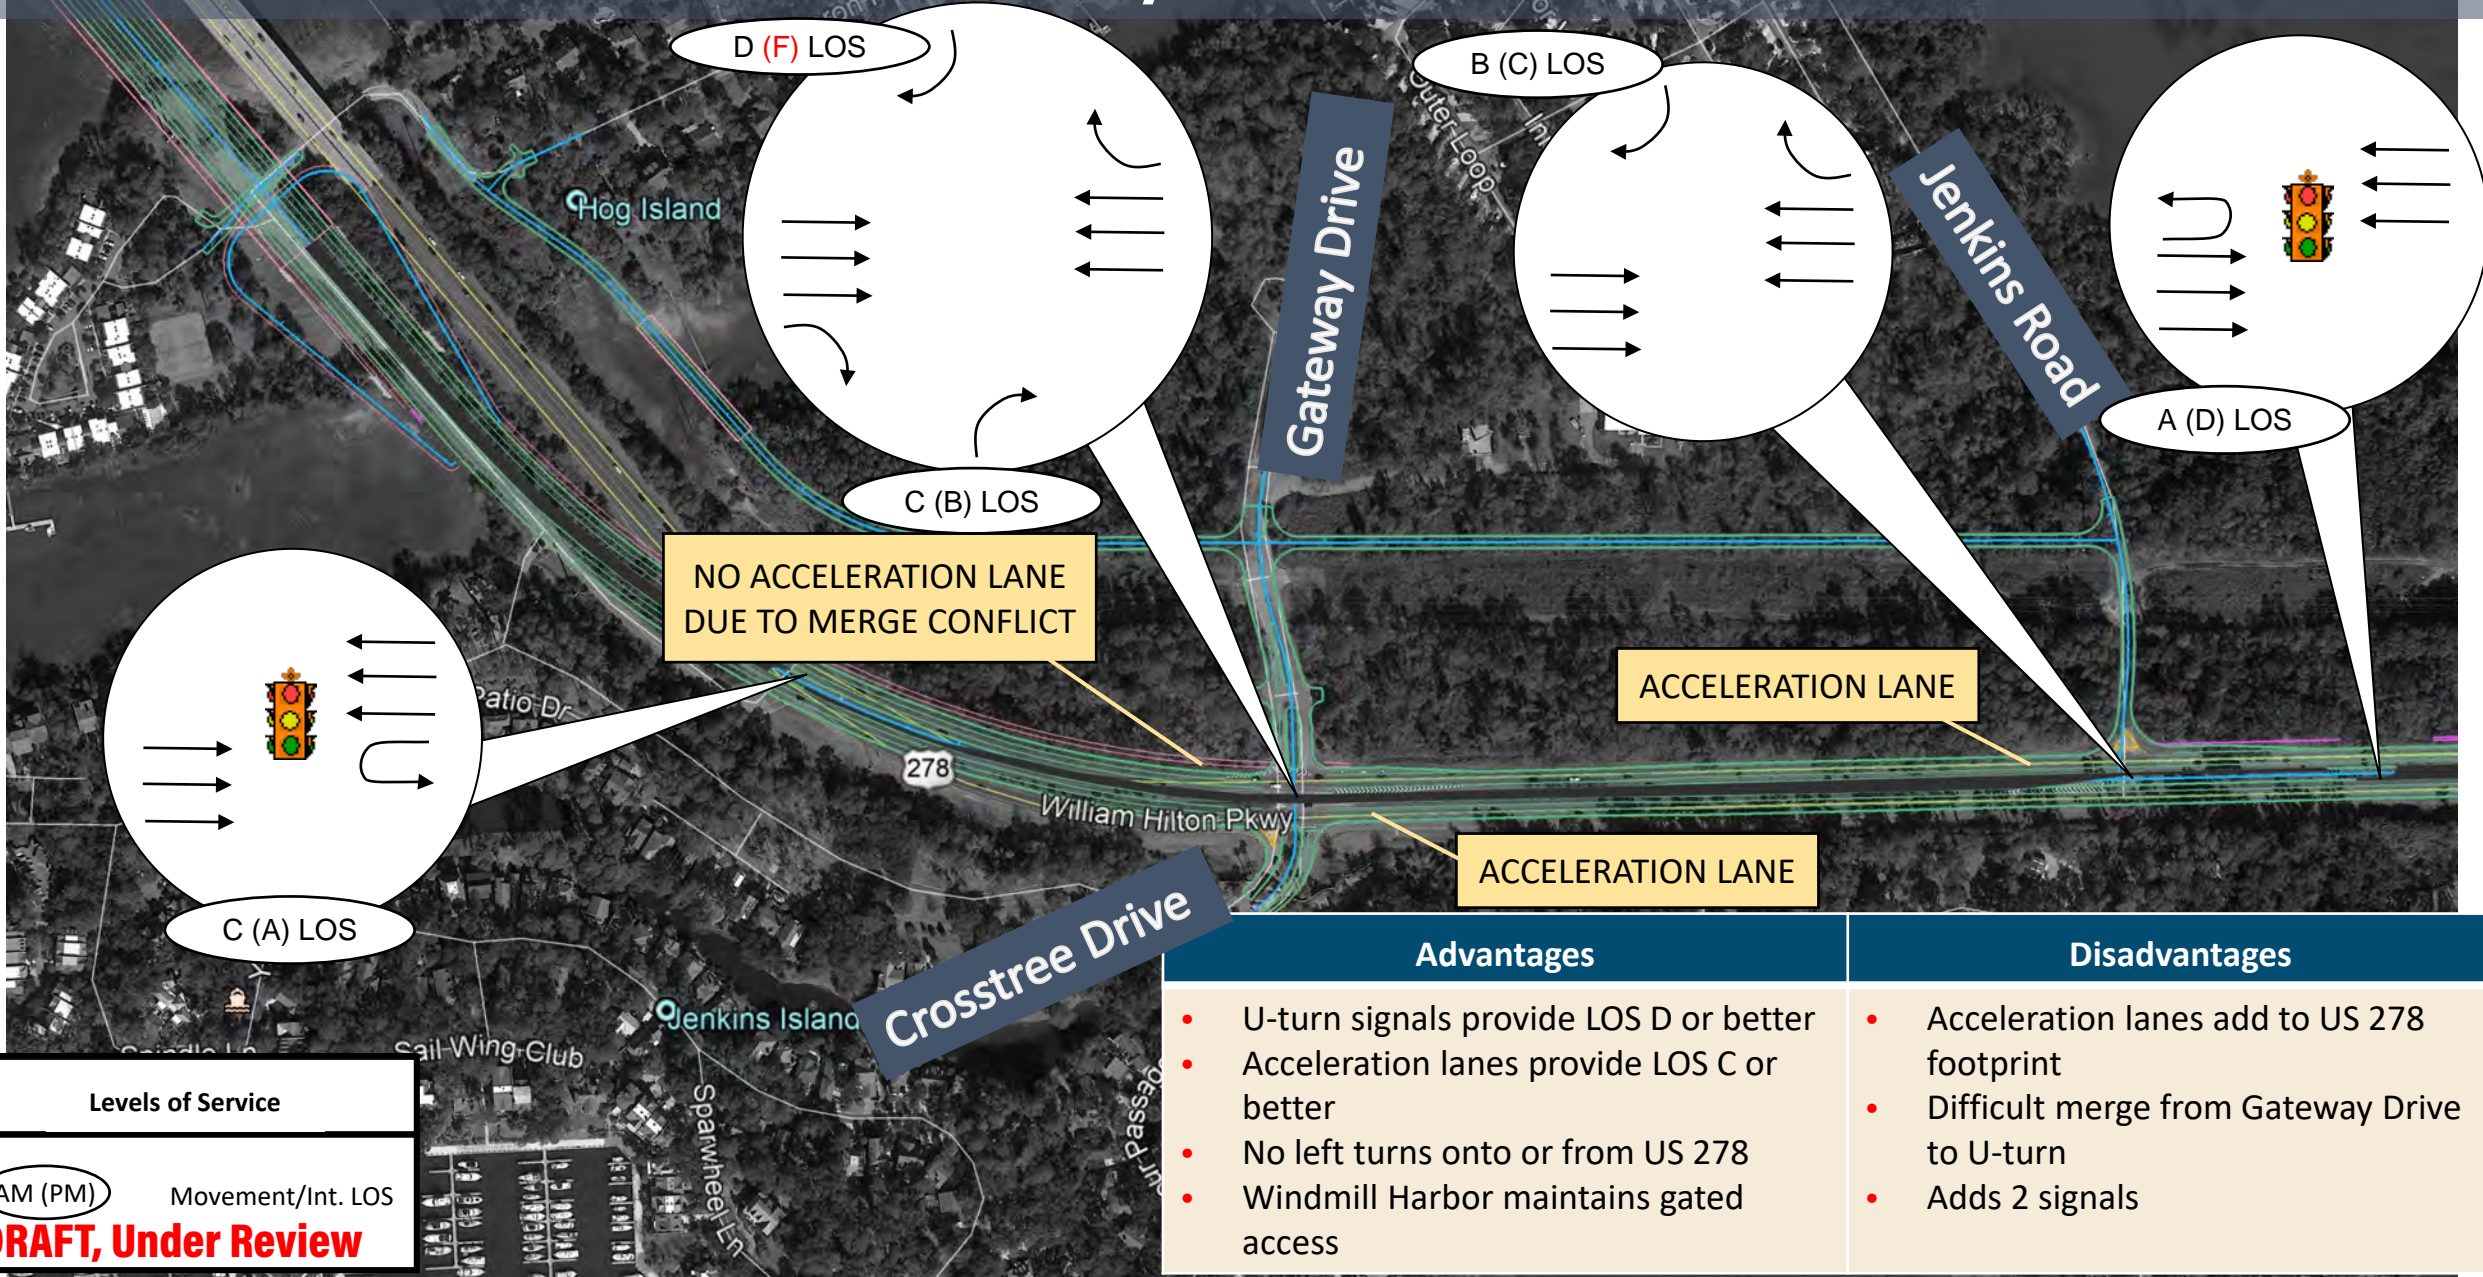 D (F) LOS
B (C) LOS
Outer Loop
Hog Island
Gateway Drive
Jenkins Road
A (D) LOS
C (B) LOS
NO ACCELERATION LANE
DUE TO MERGE CONFLICT
ACCELERATION LANE
Patio Dr
278
William Hilton Pkwy
ACCELERATION LANE
C (A) LOS
Crosstree Drive
Jenkins Island
Spindle Ln
Sail Wing Club
Sparwheel Ln
Advantages
• U-turn signals provide LOS D or better
• Acceleration lanes provide LOS C or
better
• No left turns onto or from US 278
• Windmill Harbor maintains gated
access
Disadvantages
• Acceleration lanes add to US 278
footprint
• Difficult merge from Gateway Drive
to U-turn
• Adds 2 signals
Levels of Service
AM (PM)
Movement/Int. LOS
DRAFT, Under Review